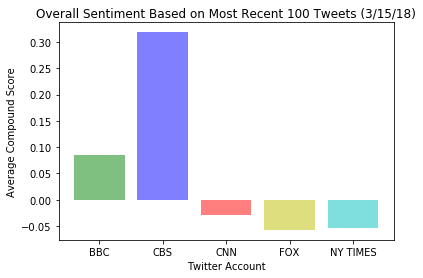 Overall Sentiment Based on Most Recent 100 Tweets (3/15/18)
0.30
0.25
0.20
0.15
0.10
0.05
0.00
−0.05
Average Compound Score
BBC CBS CNN FOX NY TIMES
Twitter Account